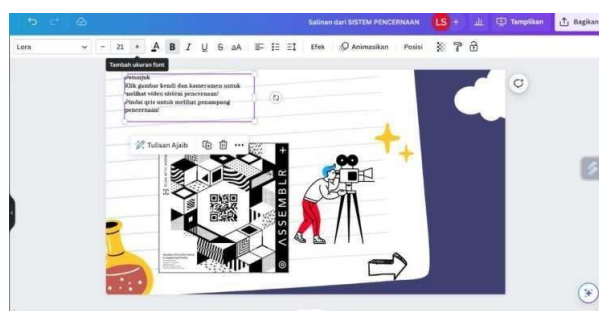 Salinan dari SISTEM PENCERNAAN
LS
+
Tampilkan
Bagikan
Lora
- 21 +
A B I U S aA
Efek
Animasikan
Posisi
Tambah ukuran font
Petunjuk
Klik gambar kendi dan kameramen untuk
melihat video sistem pencernaan!
Pindai qris untuk melihat penampang
pencernaan!
Tulisan Ajaib
ASSEMBLR